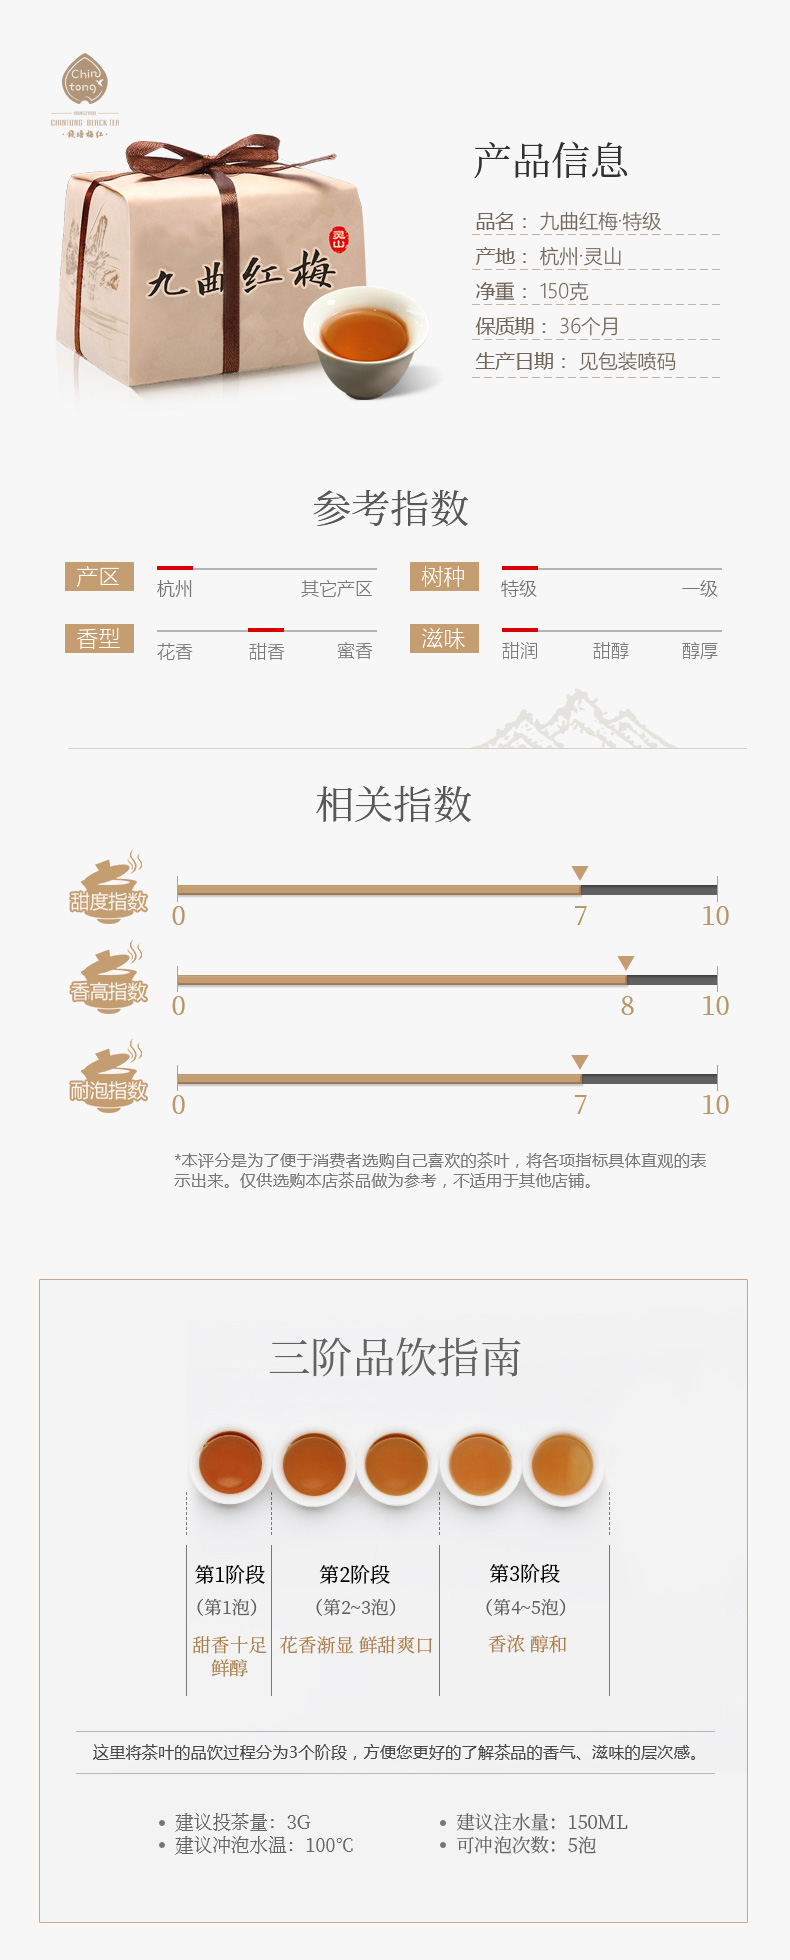 Chin
tong
HANGZHOU
CHINTONG BLACK TEA
九曲红梅
灵山
产品信息
品名： 九曲红梅·特级
产地： 杭州·灵山
净重： 150克
保质期： 36个月
生产日期： 见包装喷码
参考指数
产区 杭州 其它产区
树种 特级 一级
香型 花香 甜香 蜜香
滋味 甜润 甜醇 醇厚
相关指数
甜度指数
0 7 10
香高指数
0 8 10
耐泡指数
0 7 10
*本评分是为了便于消费者选购自己喜欢的茶叶，将各项指标具体直观的表
示出来。仅供选购本店茶品做为参考，不适用于其他店铺。
三阶品饮指南
第1阶段
（第1泡）
甜香十足
鲜醇
第2阶段
（第2~3泡）
花香渐显 鲜甜爽口
第3阶段
（第4~5泡）
香浓 醇和
这里将茶叶的品饮过程分为3个阶段，方便您更好的了解茶品的香气、滋味的层次感。
• 建议投茶量：3G
• 建议冲泡水温：100℃
• 建议注水量：150ML
• 可冲泡次数：5泡